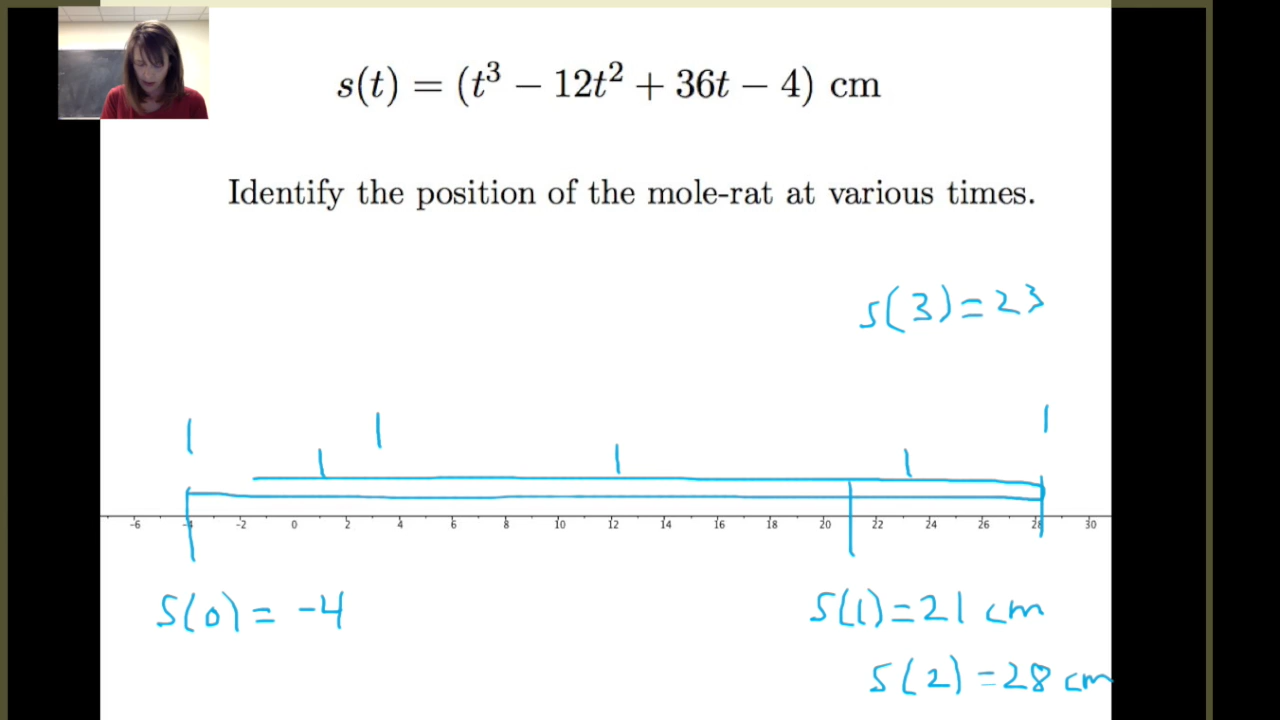 s(t) = (t³ − 12t² + 36t − 4) cm
Identify the position of the mole-rat at various times.
s(3)=23
-6 -4 -2 0 2 4 6 8 10 12 14 16 18 20 22 24 26 28 30
s(0)= -4
s(1)=21 cm
s(2)=28 cm